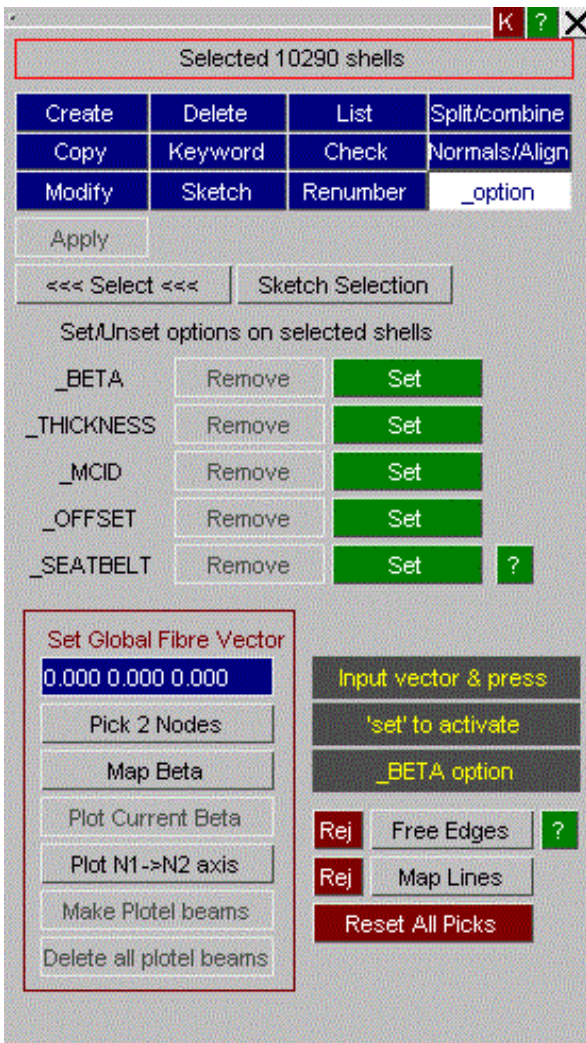 K ? X
Selected 10290 shells
Create Delete List Split/combine
Copy Keyword Check Normals/Align
Modify Sketch Renumber _option
Apply
<<< Select <<< Sketch Selection
Set/Unset options on selected shells
_BETA Remove Set
_THICKNESS Remove Set
_MCID Remove Set
_OFFSET Remove Set
_SEATBELT Remove Set ?
Set Global Fibre Vector
0.000 0.000 0.000
Pick 2 Nodes
Map Beta
Plot Current Beta
Plot N1->N2 axis
Make Plotel beams
Delete all plotel beams
Input vector & press
'set' to activate
_BETA option
Rej Free Edges ?
Rej Map Lines
Reset All Picks